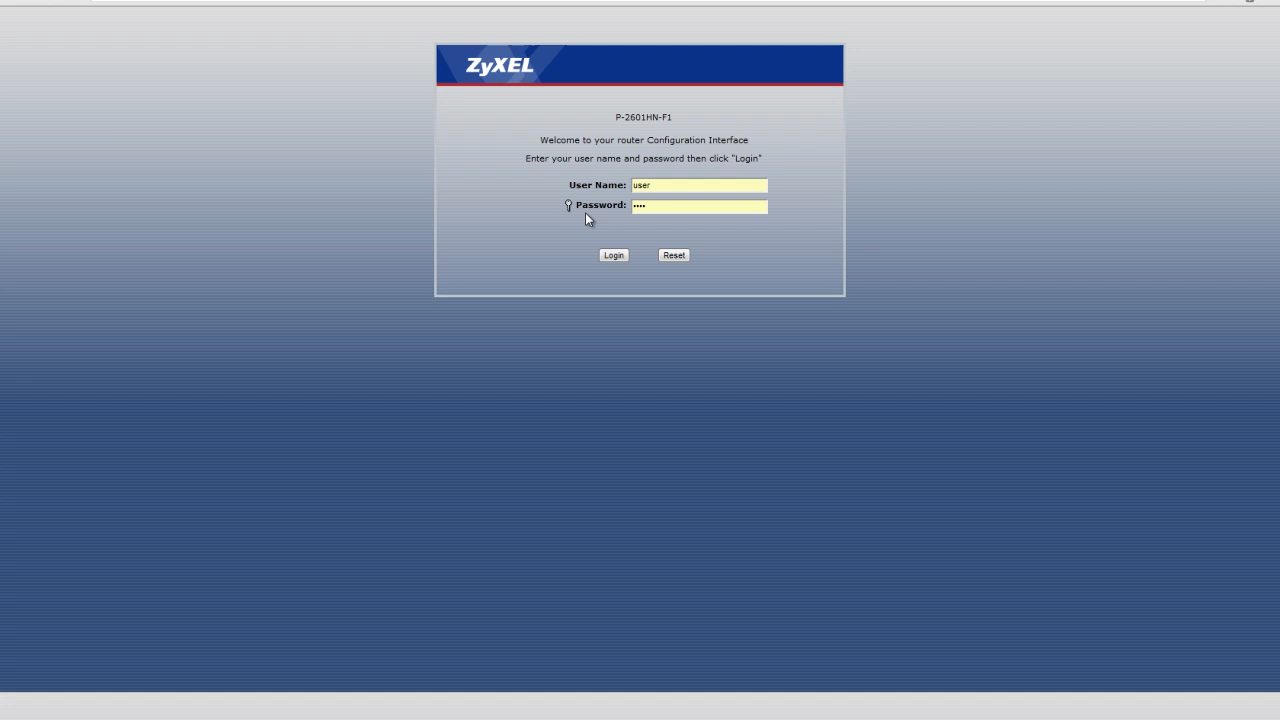 ZyXEL
P-2601HN-F1
Welcome to your router Configuration Interface
Enter your user name and password then click "Login"
User Name: user
Password: ••••
Login Reset